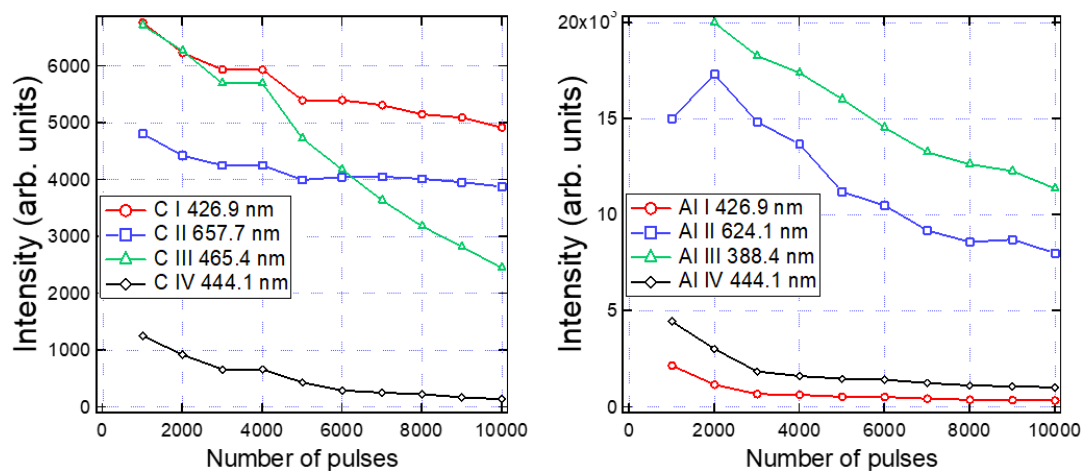 Intensity (arb. units)
6000
5000
4000
3000
2000
1000
0
C I 426.9 nm
C II 657.7 nm
C III 465.4 nm
C IV 444.1 nm
0 2000 4000 6000 8000 10000
Number of pulses
Intensity (arb. units)
20x10³
15
10
5
0
Al I 426.9 nm
Al II 624.1 nm
Al III 388.4 nm
Al IV 444.1 nm
0 2000 4000 6000 8000 10000
Number of pulses